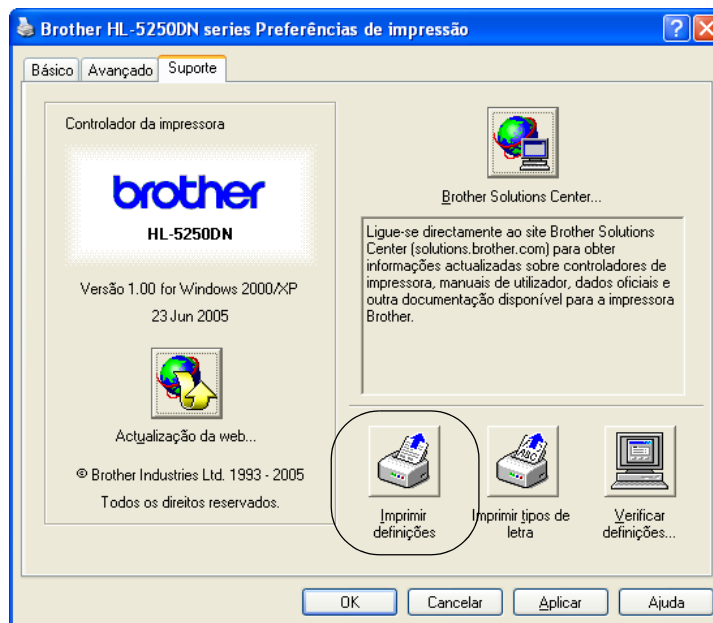 Brother HL-5250DN series Preferências de impressão
Básico
Avançado
Suporte
Controlador da impressora
brother
HL-5250DN
Versão 1.00 for Windows 2000/XP
23 Jun 2005
Actualização da web...
© Brother Industries Ltd. 1993 - 2005
Todos os direitos reservados.
Brother Solutions Center...
Ligue-se directamente ao site Brother Solutions
Center (solutions.brother.com) para obter
informações actualizadas sobre controladores de
impressora, manuais de utilizador, dados oficiais e
outra documentação disponível para a impressora
Brother.
Imprimir
definições
Imprimir tipos de
letra
Verificar
definições...
OK
Cancelar
Aplicar
Ajuda